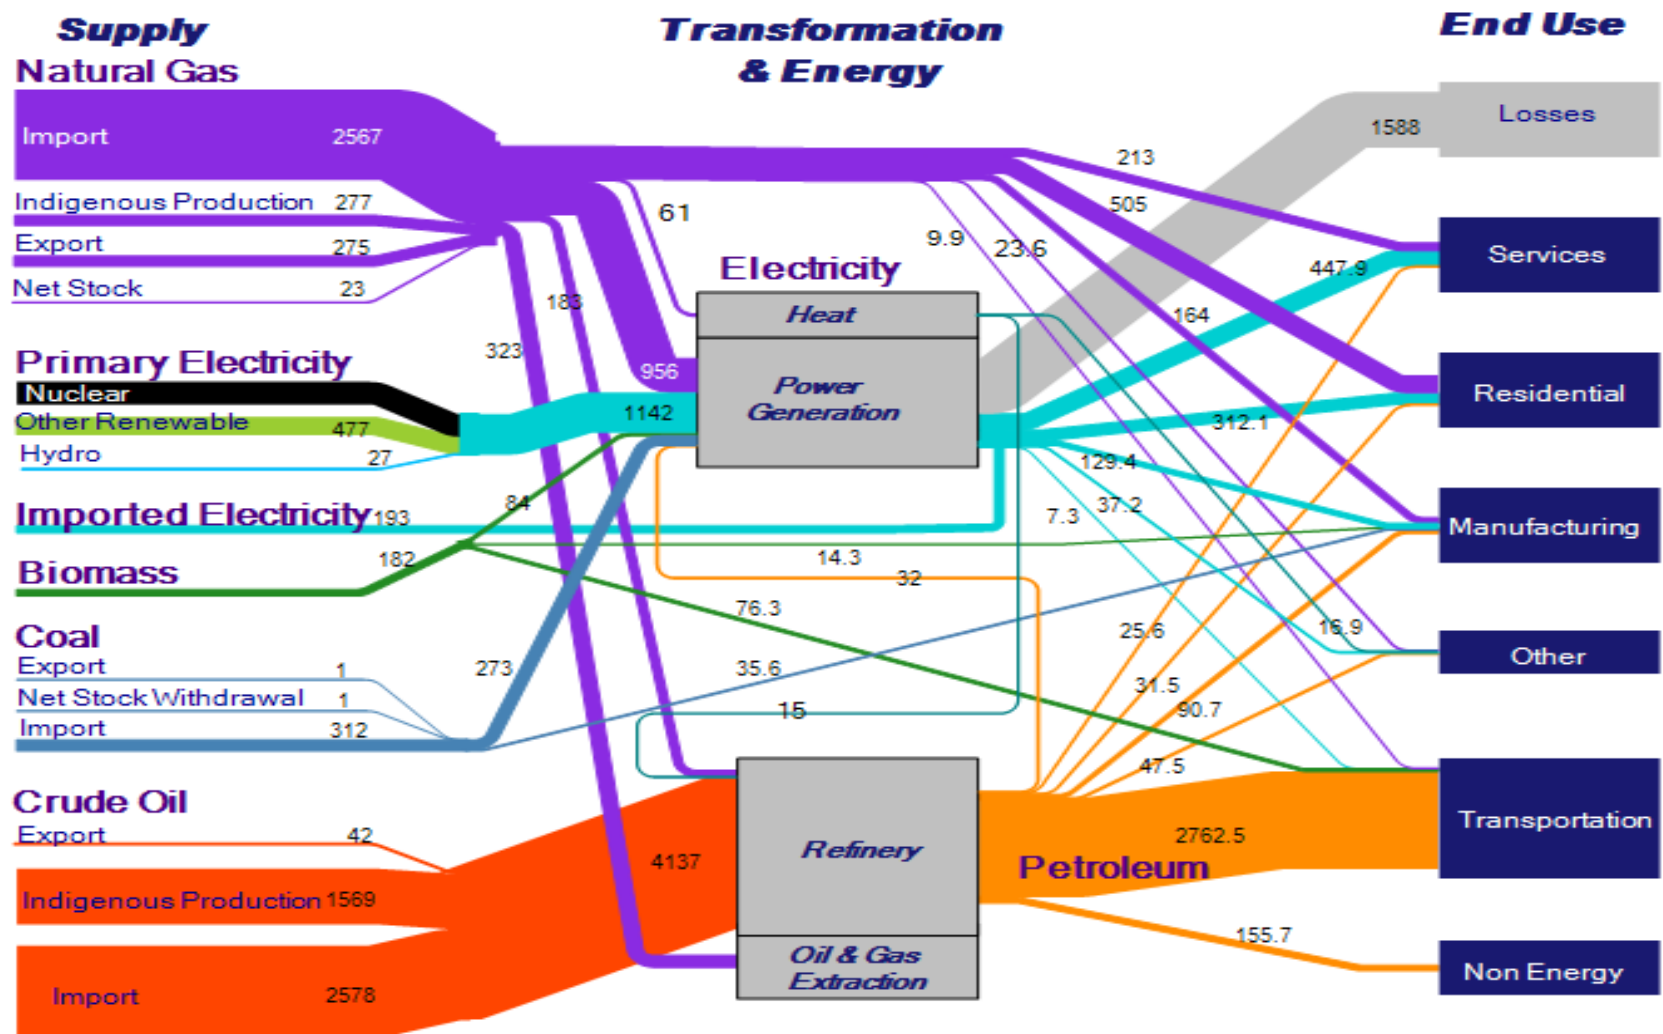 Supply
Transformation
& Energy
End Use
Natural Gas
Import 2567
Indigenous Production 277
Export 275
Net Stock 23
Primary Electricity
Nuclear
Other Renewable 477
Hydro 27
Imported Electricity 193
Biomass 182
Coal
Export 1
Net Stock Withdrawal 1
Import 312
Crude Oil
Export 42
Indigenous Production 1569
Import 2578
61
183
323
956
1142
84
273
4137
Electricity
Heat
Power
Generation
14.3
32
76.3
35.6
15
Refinery
Oil & Gas
Extraction
Petroleum
1588
213
505
9.9
23.6
447.9
164
312.1
129.4
37.2
7.3
25.6
16.9
31.5
90.7
47.5
2762.5
155.7
Losses
Services
Residential
Manufacturing
Other
Transportation
Non Energy